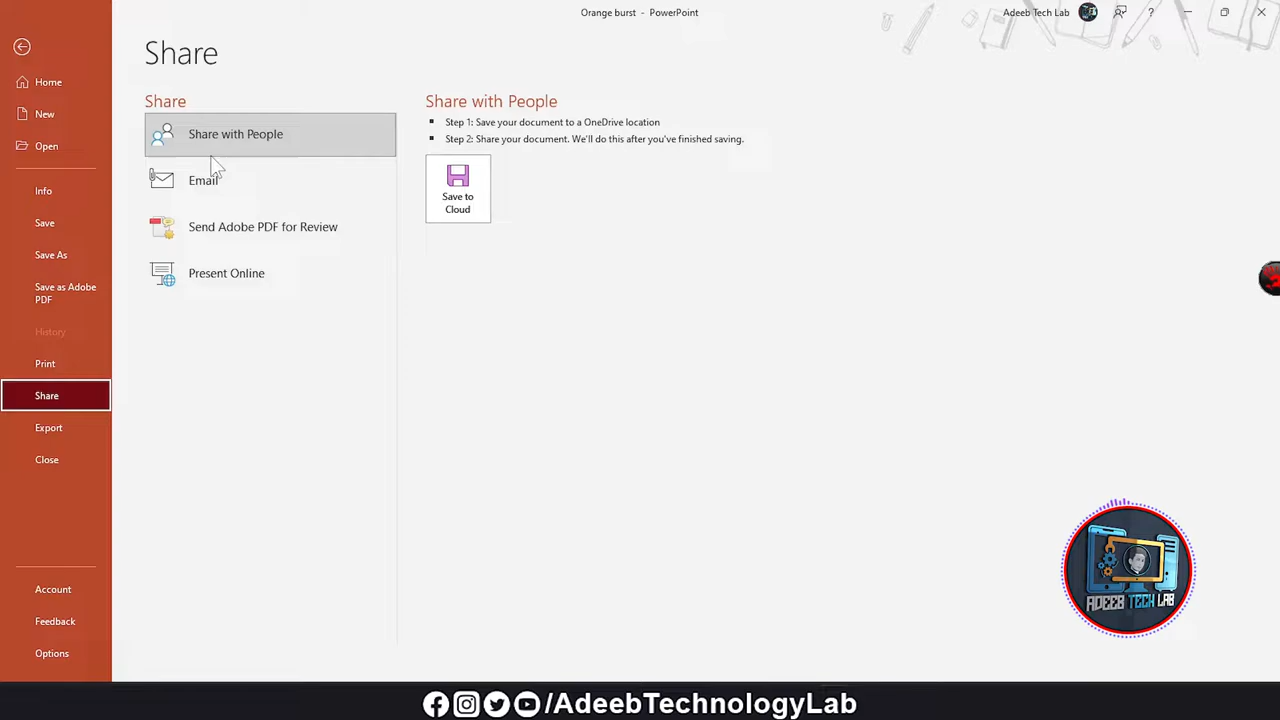 Orange burst - PowerPoint
Adeeb Tech Lab
?
Share
Home
New
Open
Info
Save
Save As
Save as Adobe
PDF
History
Print
Share
Export
Close
Account
Feedback
Options
Share
Share with People
Email
Send Adobe PDF for Review
Present Online
Share with People
Step 1: Save your document to a OneDrive location
Step 2: Share your document. We'll do this after you've finished saving.
Save to
Cloud
ADEEB TECH LAB
/AdeebTechnologyLab